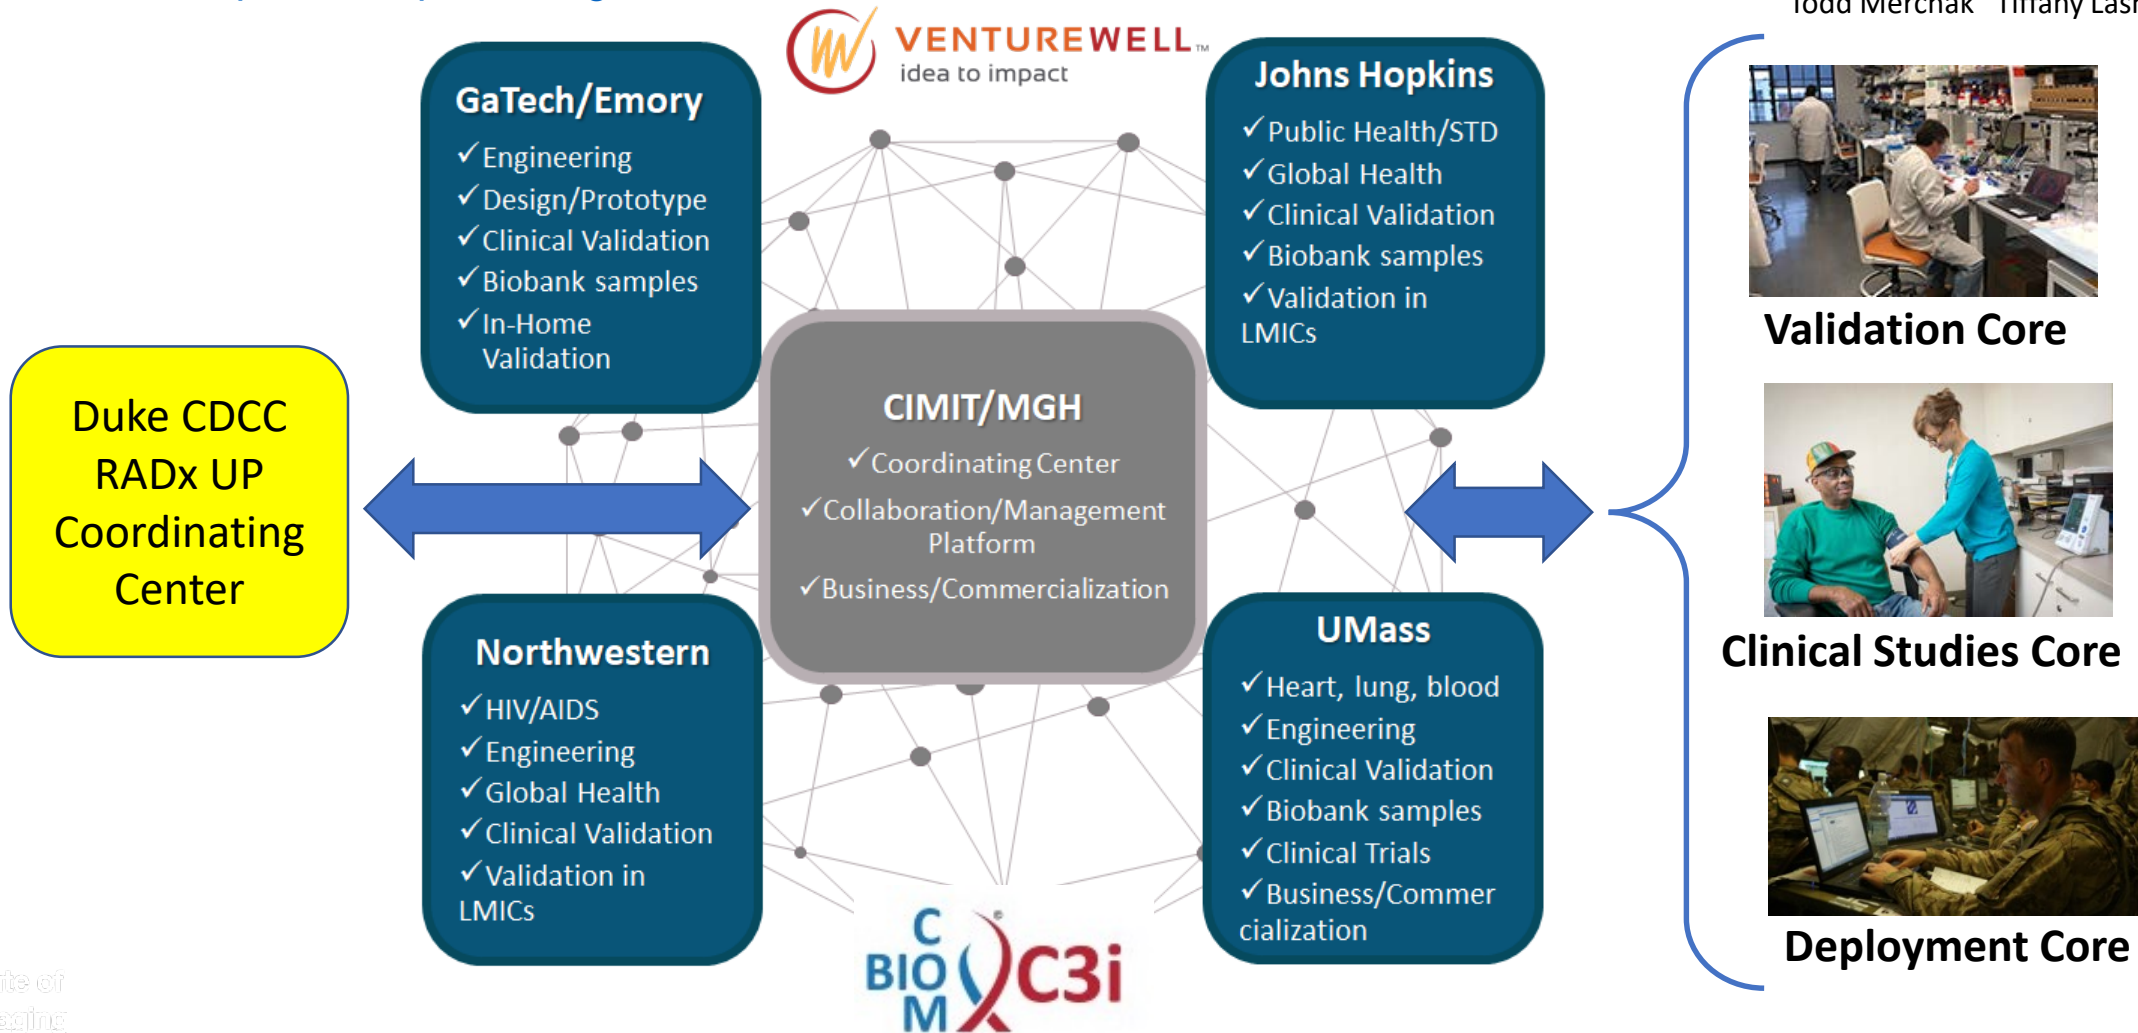 Todd Merchak Tiffany Lash
VENTUREWELL™
idea to impact
GaTech/Emory
✓Engineering
✓Design/Prototype
✓Clinical Validation
✓Biobank samples
✓In-Home
Validation
Johns Hopkins
✓Public Health/STD
✓Global Health
✓Clinical Validation
✓Biobank samples
✓Validation in
LMICs
Duke CDCC
RADx UP
Coordinating
Center
CIMIT/MGH
✓Coordinating Center
✓Collaboration/Management
Platform
✓Business/Commercialization
Northwestern
✓HIV/AIDS
✓Engineering
✓Global Health
✓Clinical Validation
✓Validation in
LMICs
UMass
✓Heart, lung, blood
✓Engineering
✓Clinical Validation
✓Biobank samples
✓Clinical Trials
✓Business/Commer
cialization
Validation Core
Clinical Studies Core
Deployment Core
C
BIO
M
®
C3i